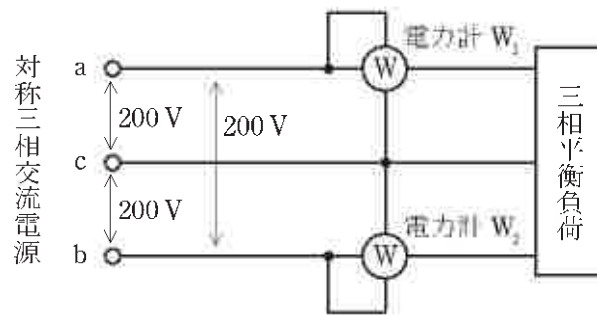 対称三相交流電源
a
c
b
200 V
200 V
200 V
W
電力計 W₁
W
電力計 W₂
三相平衡負荷